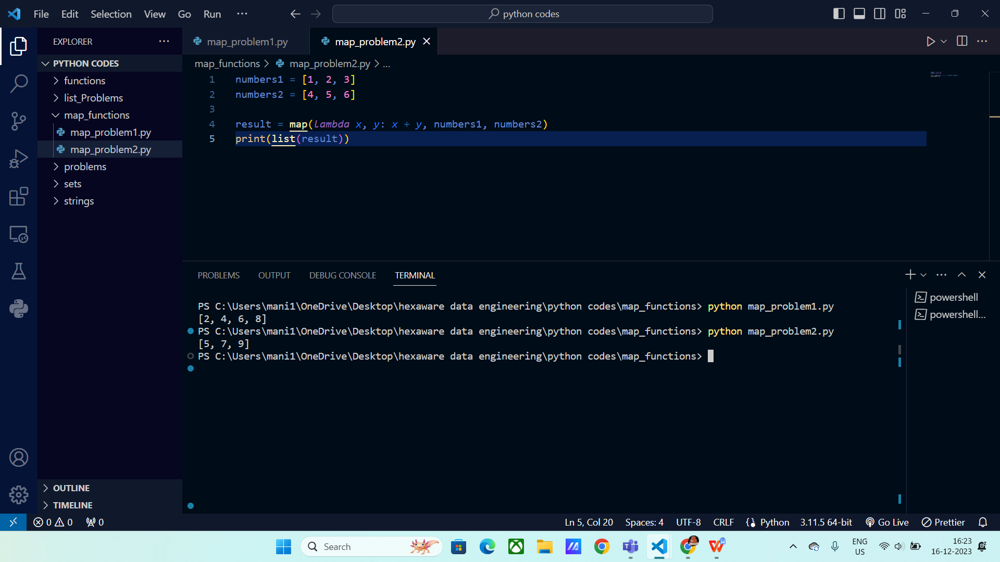 File Edit Selection View Go Run ... python codes
EXPLORER ...
PYTHON CODES
functions
list_Problems
map_functions
map_problem1.py
map_problem2.py
problems
sets
strings
OUTLINE
TIMELINE
map_problem1.py map_problem2.py
map_functions > map_problem2.py > ...
1 numbers1 = [1, 2, 3]
2 numbers2 = [4, 5, 6]
3
4 result = map(lambda x, y: x + y, numbers1, numbers2)
5 print(list(result))
PROBLEMS OUTPUT DEBUG CONSOLE TERMINAL
PS C:\Users\mani1\OneDrive\Desktop\hexaware data engineering\python codes\map_functions> python map_problem1.py
[2, 4, 6, 8]
PS C:\Users\mani1\OneDrive\Desktop\hexaware data engineering\python codes\map_functions> python map_problem2.py
[5, 7, 9]
PS C:\Users\mani1\OneDrive\Desktop\hexaware data engineering\python codes\map_functions>
powershell
powershell...
0 0 0 Ln 5, Col 20 Spaces: 4 UTF-8 CRLF Python 3.11.5 64-bit Go Live Prettier
Search
ENG
US
16:23
16-12-2023